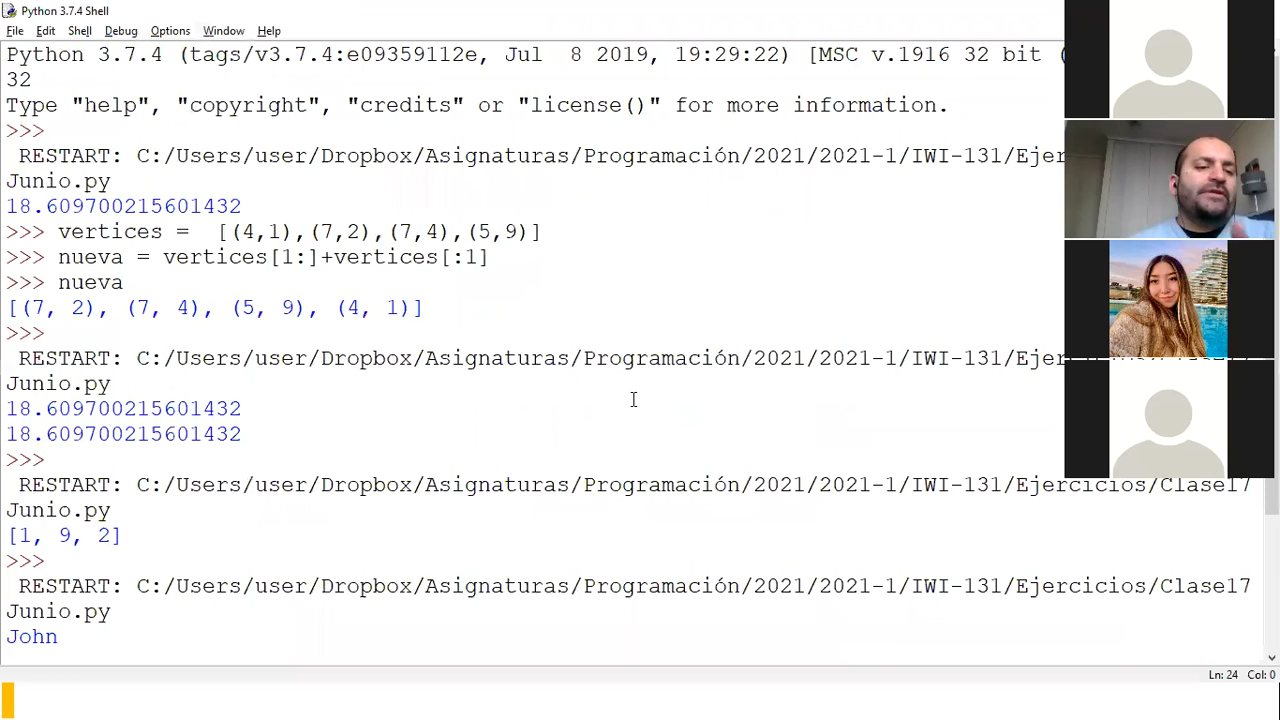 Python 3.7.4 Shell
File Edit Shell Debug Options Window Help
Python 3.7.4 (tags/v3.7.4:e09359112e, Jul  8 2019, 19:29:22) [MSC v.1916 32 bit (
32
Type "help", "copyright", "credits" or "license()" for more information.
>>>
RESTART: C:/Users/user/Dropbox/Asignaturas/Programación/2021/2021-1/IWI-131/Ejer
Junio.py
18.609700215601432
>>> vertices =  [(4,1),(7,2),(7,4),(5,9)]
>>> nueva = vertices[1:]+vertices[:1]
>>> nueva
[(7, 2), (7, 4), (5, 9), (4, 1)]
>>>
RESTART: C:/Users/user/Dropbox/Asignaturas/Programación/2021/2021-1/IWI-131/Ejer
Junio.py
18.609700215601432
18.609700215601432
>>>
RESTART: C:/Users/user/Dropbox/Asignaturas/Programación/2021/2021-1/IWI-131/Ejercicios/Clase17
Junio.py
[1, 9, 2]
>>>
RESTART: C:/Users/user/Dropbox/Asignaturas/Programación/2021/2021-1/IWI-131/Ejercicios/Clase17
Junio.py
John
Ln: 24 Col: 0